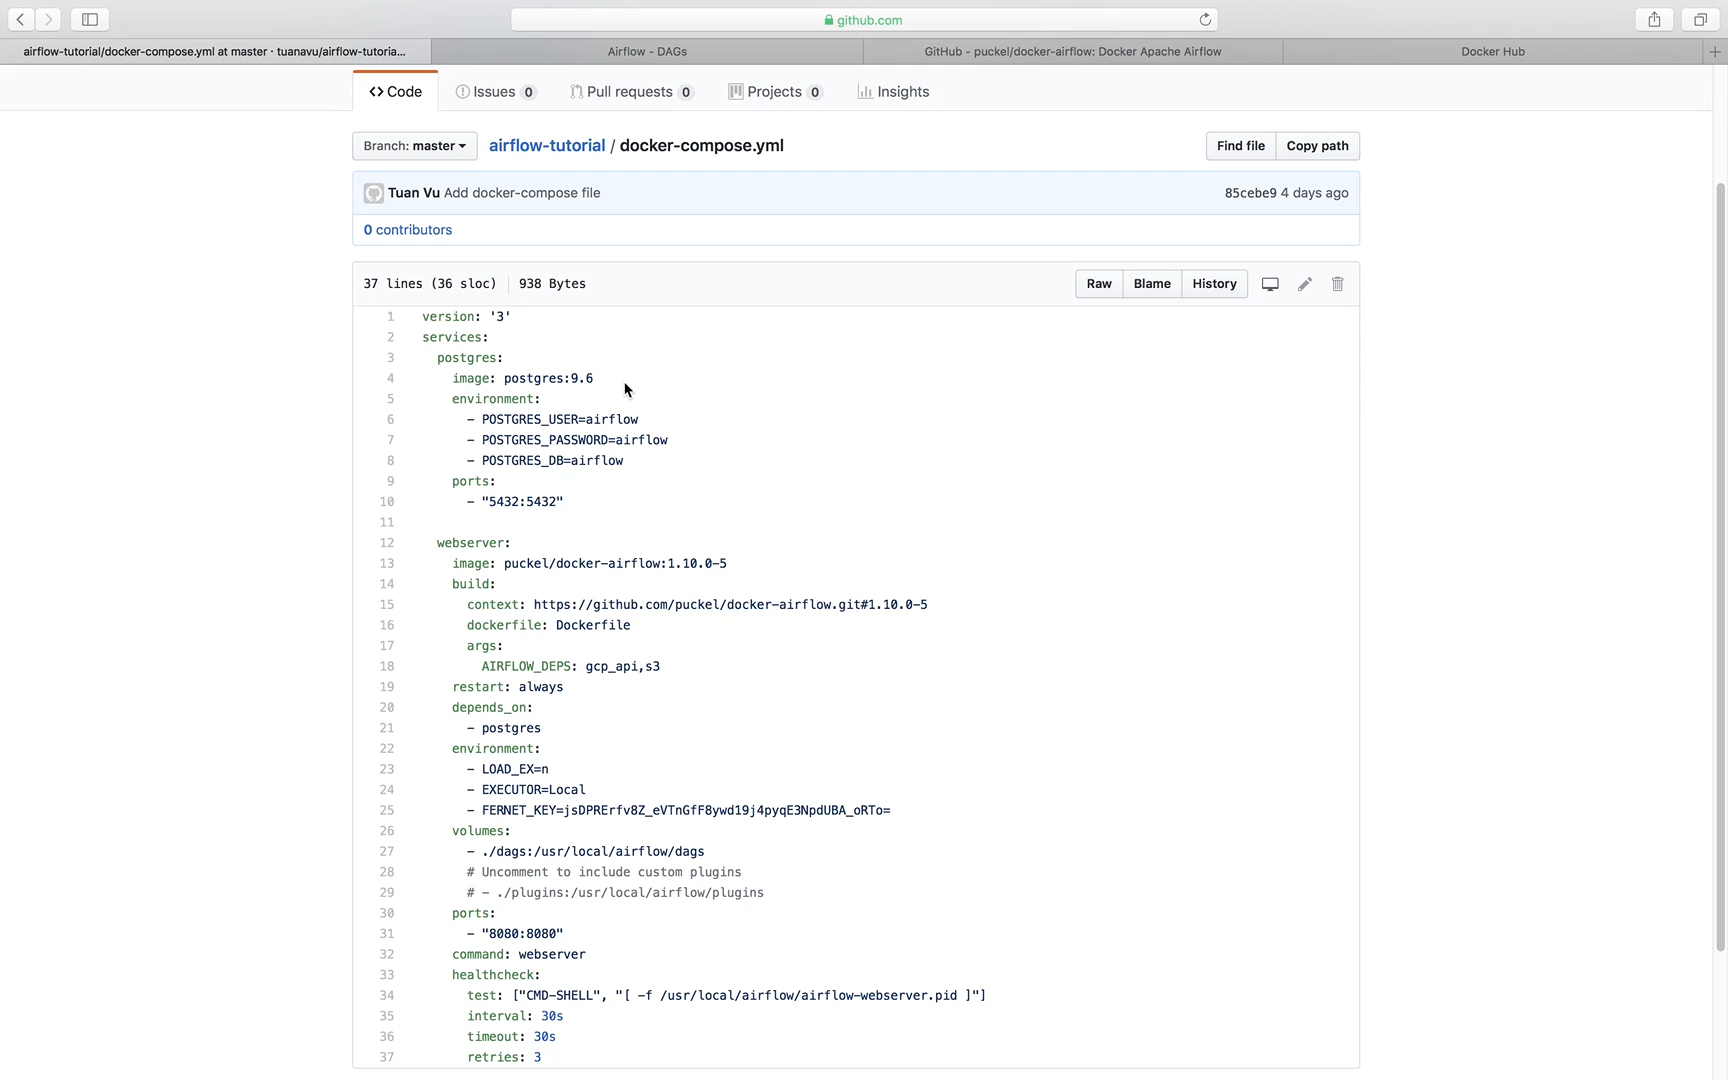 github.com
airflow-tutorial/docker-compose.yml at master · tuanavu/airflow-tutoria...
Airflow - DAGs
GitHub - puckel/docker-airflow: Docker Apache Airflow
Docker Hub
<> Code
Issues 0
Pull requests 0
Projects 0
Insights
Branch: master
airflow-tutorial / docker-compose.yml
Find file
Copy path
Tuan Vu Add docker-compose file
85cebe9 4 days ago
0 contributors
37 lines (36 sloc)
938 Bytes
Raw
Blame
History
1 version: '3'
2 services:
3 postgres:
4 image: postgres:9.6
5 environment:
6 - POSTGRES_USER=airflow
7 - POSTGRES_PASSWORD=airflow
8 - POSTGRES_DB=airflow
9 ports:
10 - "5432:5432"
11
12 webserver:
13 image: puckel/docker-airflow:1.10.0-5
14 build:
15 context: https://github.com/puckel/docker-airflow.git#1.10.0-5
16 dockerfile: Dockerfile
17 args:
18 AIRFLOW_DEPS: gcp_api,s3
19 restart: always
20 depends_on:
21 - postgres
22 environment:
23 - LOAD_EX=n
24 - EXECUTOR=Local
25 - FERNET_KEY=jsDPRErfv8Z_eVTnGfF8ywd19j4pyqE3NpdUBA_oRTo=
26 volumes:
27 - ./dags:/usr/local/airflow/dags
28 # Uncomment to include custom plugins
29 # - ./plugins:/usr/local/airflow/plugins
30 ports:
31 - "8080:8080"
32 command: webserver
33 healthcheck:
34 test: ["CMD-SHELL", "[ -f /usr/local/airflow/airflow-webserver.pid ]"]
35 interval: 30s
36 timeout: 30s
37 retries: 3